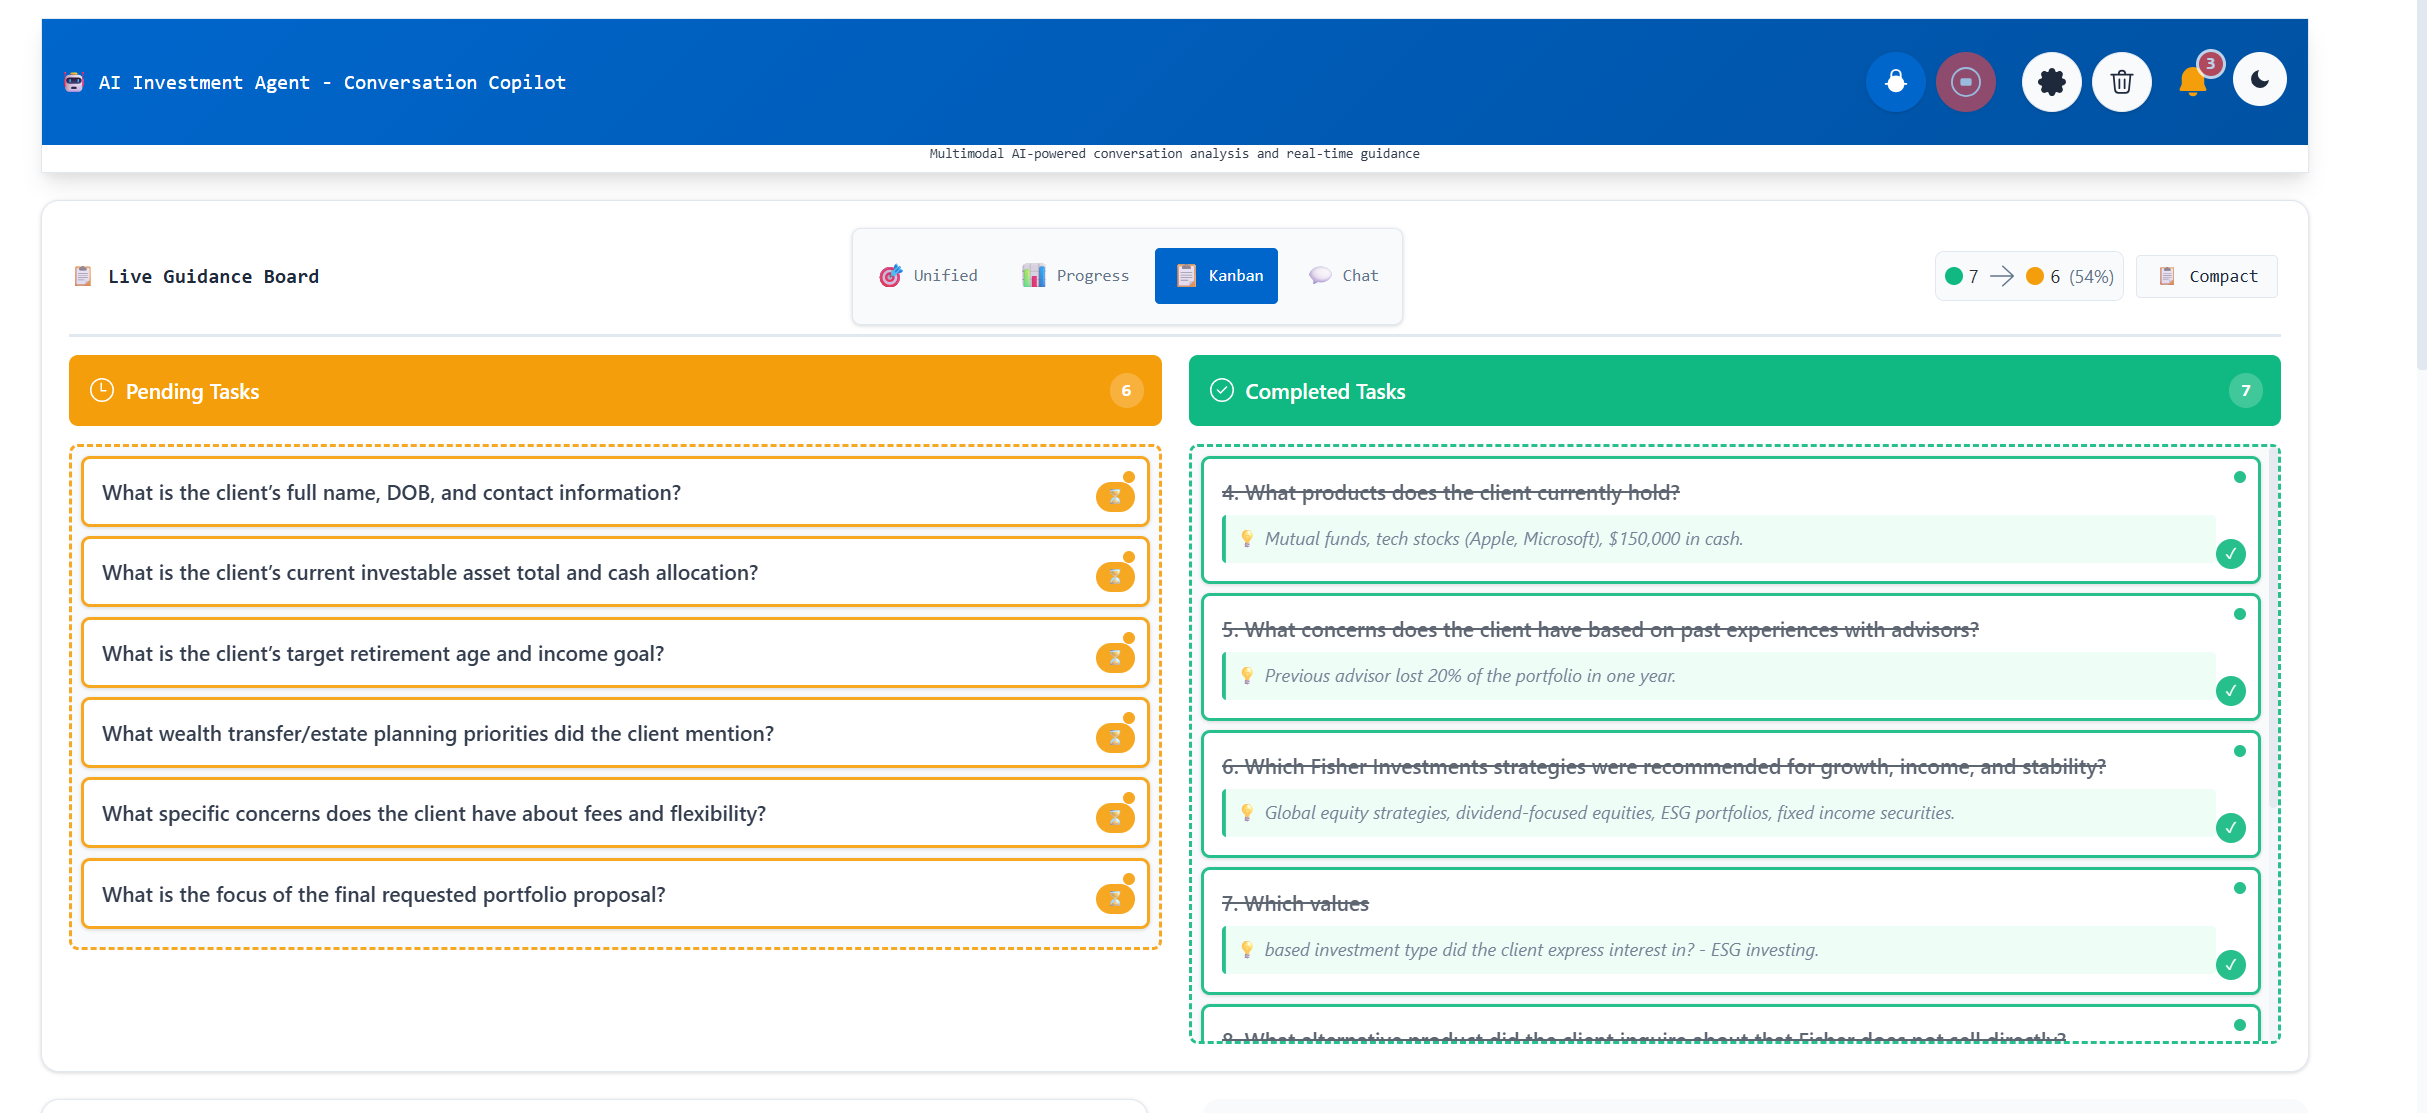 AI Investment Agent - Conversation Copilot
3
Multimodal AI-powered conversation analysis and real-time guidance
Live Guidance Board
Unified
Progress
Kanban
Chat
7 → 6 (54%)
Compact
Pending Tasks
6
What is the client’s full name, DOB, and contact information?
What is the client’s current investable asset total and cash allocation?
What is the client’s target retirement age and income goal?
What wealth transfer/estate planning priorities did the client mention?
What specific concerns does the client have about fees and flexibility?
What is the focus of the final requested portfolio proposal?
Completed Tasks
7
4. What products does the client currently hold?
Mutual funds, tech stocks (Apple, Microsoft), $150,000 in cash.
5. What concerns does the client have based on past experiences with advisors?
Previous advisor lost 20% of the portfolio in one year.
6. Which Fisher Investments strategies were recommended for growth, income, and stability?
Global equity strategies, dividend-focused equities, ESG portfolios, fixed income securities.
7. Which values
based investment type did the client express interest in? - ESG investing.
8. What alternative product did the client inquire about that Fisher does not sell directly?